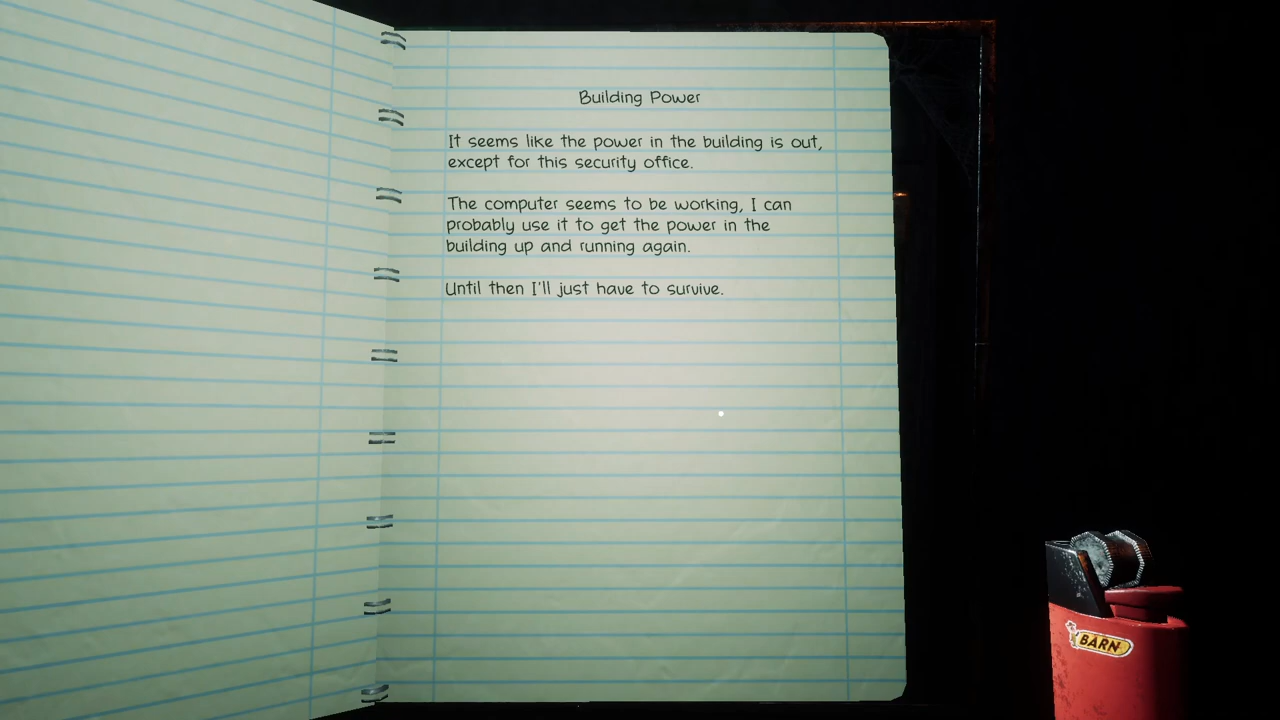 Building Power
It seems like the power in the building is out,
except for this security office.
The computer seems to be working, I can
probably use it to get the power in the
building up and running again.
Until then I'll just have to survive.
BARN